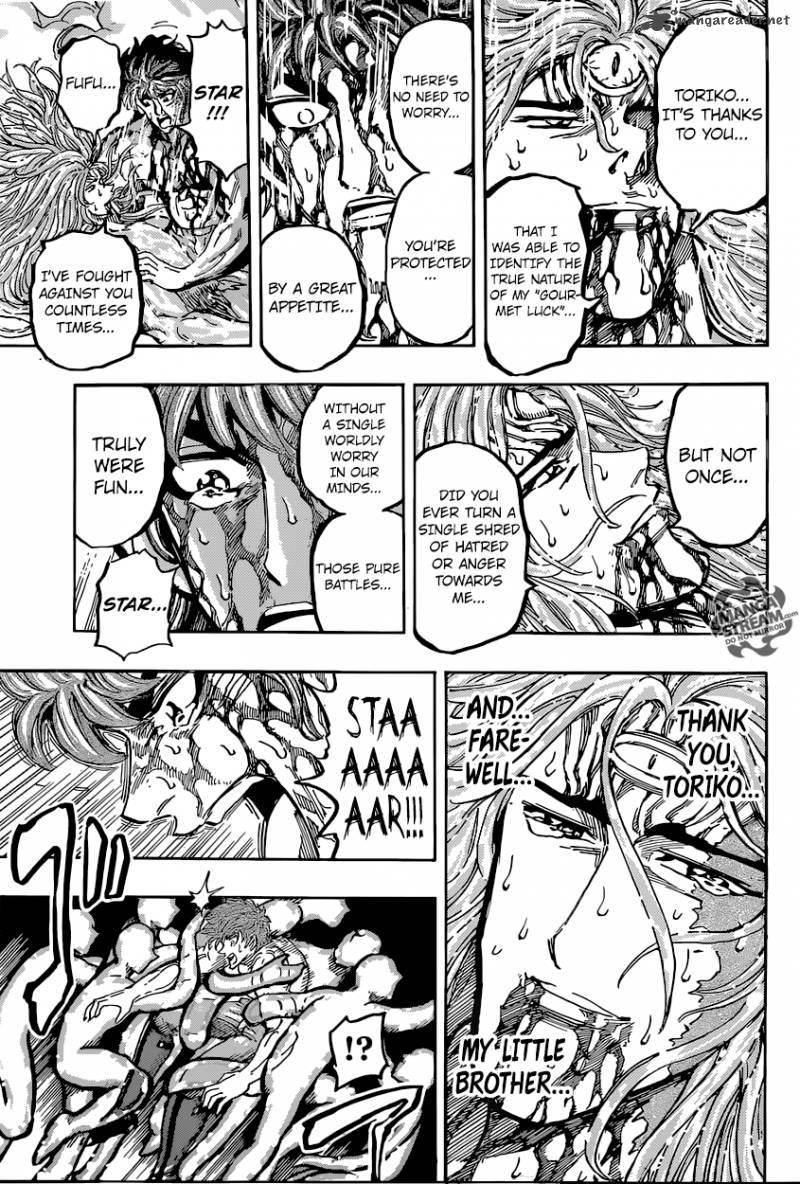 mangareader.net
TORIKO...
IT'S THANKS
TO YOU...
THAT I
WAS ABLE TO
IDENTIFY THE
TRUE NATURE
OF MY "GOUR-
MET LUCK"...
THERE'S
NO NEED TO
WORRY...
YOU'RE
PROTECTED...
BY A GREAT
APPETITE...
STAR
!!!
FUFU...
I'VE FOUGHT
AGAINST YOU
COUNTLESS
TIMES...
BUT NOT
ONCE...
DID YOU
EVER TURN A
SINGLE SHRED
OF HATRED
OR ANGER
TOWARDS
ME...
WITHOUT
A SINGLE
WORLDLY
WORRY
IN OUR
MINDS...
THOSE PURE
BATTLES...
TRULY
WERE
FUN...
STAR...
MANGA
STREAM.com
DO NOT MIRROR
THANK
YOU,
TORIKO...
AND...
FARE-
WELL...
MY LITTLE
BROTHER...
STAA
AAAAA
AAR!!!
!?